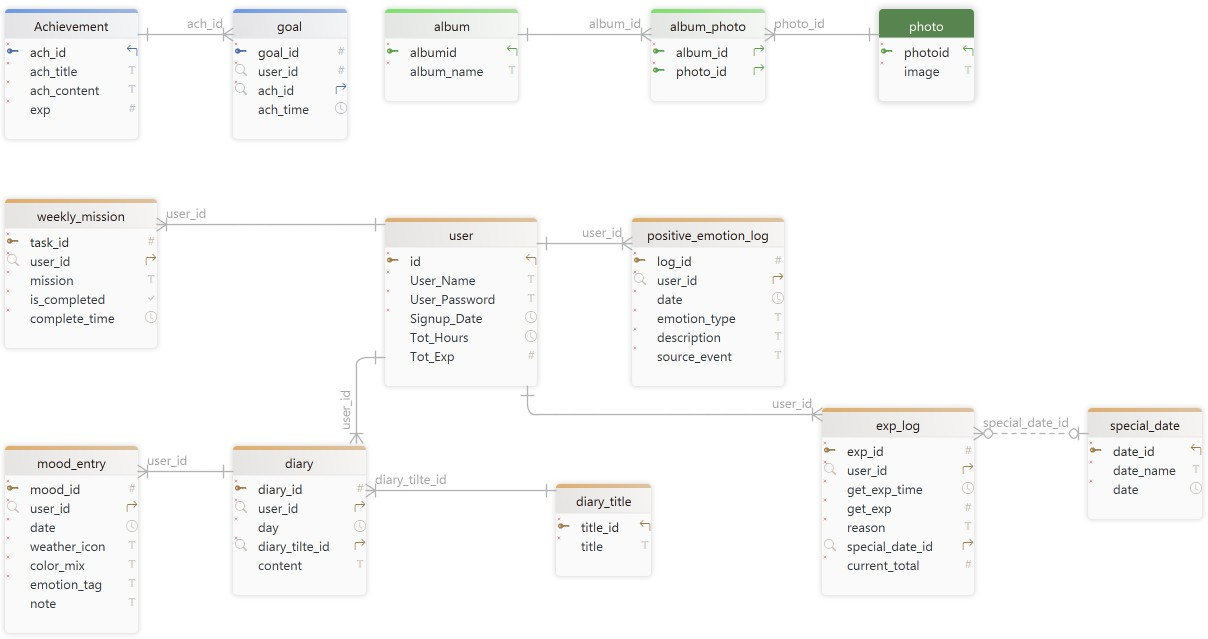 Achievement
ach_id
ach_title T
ach_content T
exp #
ach_id
goal
goal_id #
user_id #
ach_id
ach_time
album
albumid
album_name T
album_id
album_photo
album_id
photo_id
photo_id
photo
photoid
image T
weekly_mission
task_id #
user_id
mission T
is_completed
complete_time
user_id
user
id
User_Name T
User_Password T
Signup_Date
Tot_Hours
Tot_Exp #
user_id
positive_emotion_log
log_id #
user_id
date
emotion_type T
description T
source_event T
user_id
user_id
mood_entry
mood_id #
user_id
date
weather_icon T
color_mix T
emotion_tag T
note T
user_id
diary
diary_id #
user_id
day
diary_tilte_id
content T
diary_tilte_id
diary_title
title_id
title T
exp_log
exp_id #
user_id
get_exp_time
get_exp #
reason T
special_date_id
current_total #
special_date_id
special_date
date_id
date_name T
date